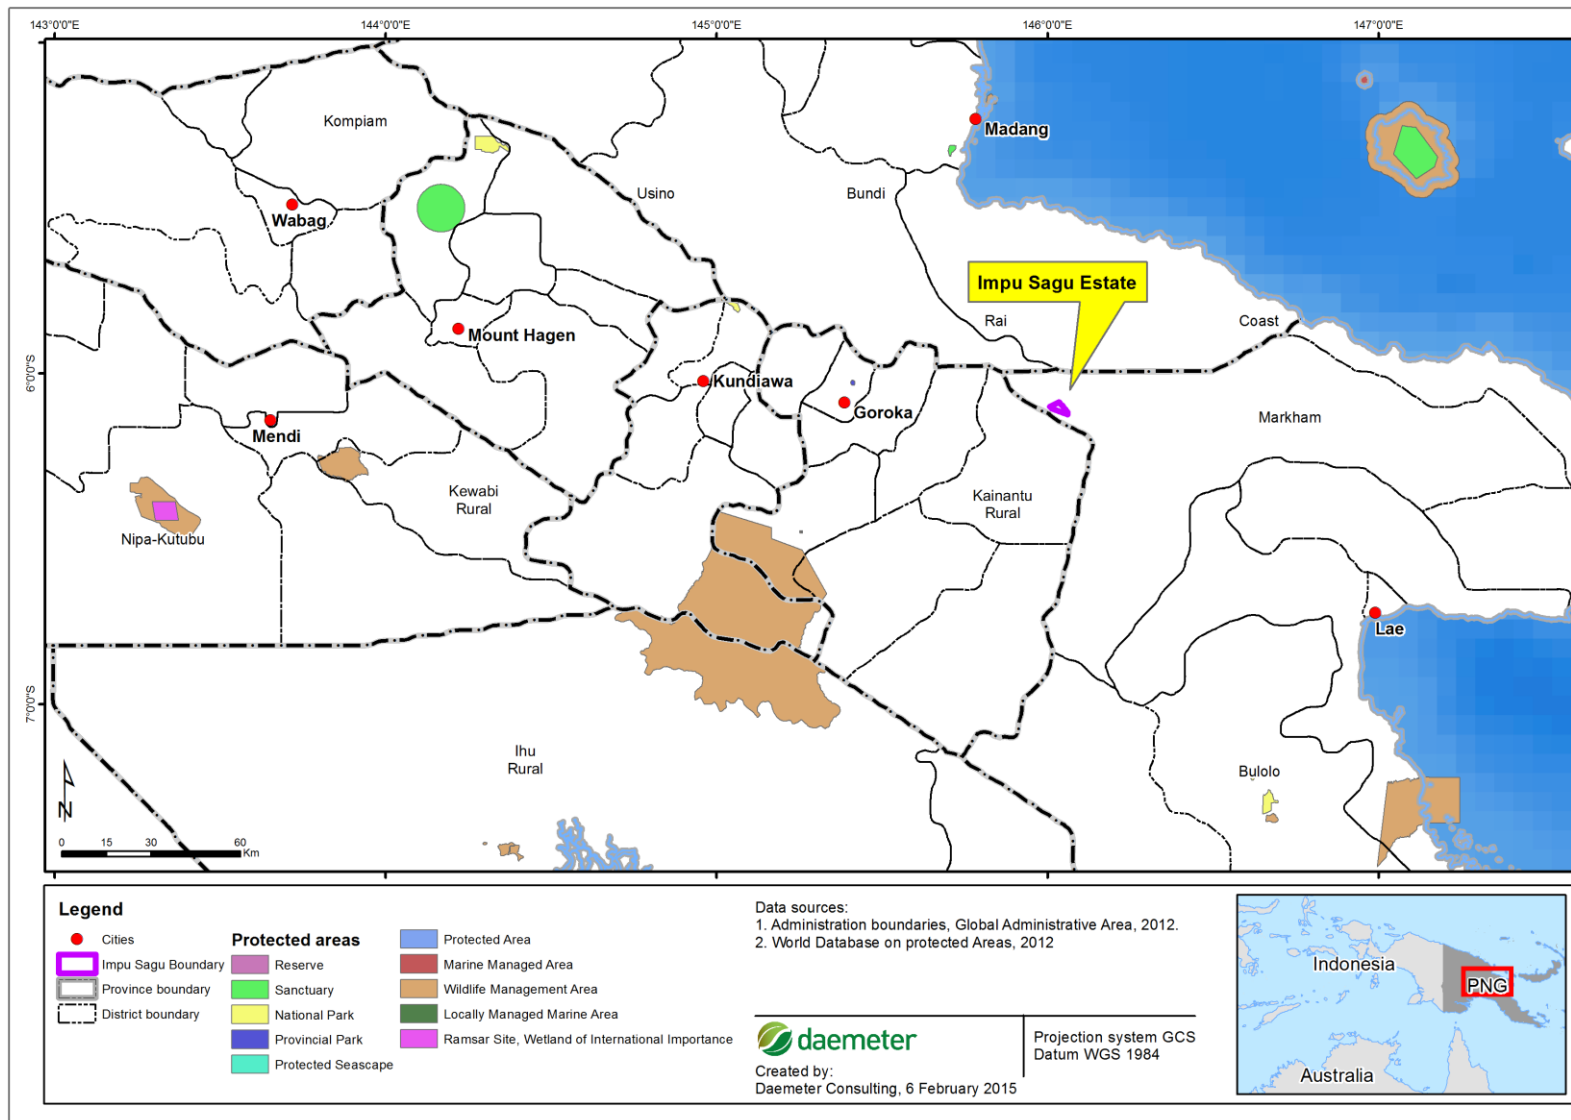 143°0'0"E
144°0'0"E
145°0'0"E
146°0'0"E
147°0'0"E
6°0'0"S
7°0'0"S
Kompiam
Madang
Usino
Bundi
Wabag
Impu Sagu Estate
Rai
Coast
Mount Hagen
Kundiawa
Goroka
Markham
Mendi
Kewabi
Rural
Kainantu
Rural
Nipa-Kutubu
Lae
Ihu
Rural
Bulolo
N
0 15 30 60
Km
Legend
Cities
Impu Sagu Boundary
Province boundary
District boundary
Protected areas
Reserve
Sanctuary
National Park
Provincial Park
Protected Seascape
Protected Area
Marine Managed Area
Wildlife Management Area
Locally Managed Marine Area
Ramsar Site, Wetland of International Importance
Data sources:
1. Administration boundaries, Global Administrative Area, 2012.
2. World Database on protected Areas, 2012
daemeter
Created by:
Daemeter Consulting, 6 February 2015
Projection system GCS
Datum WGS 1984
Indonesia
PNG
Australia